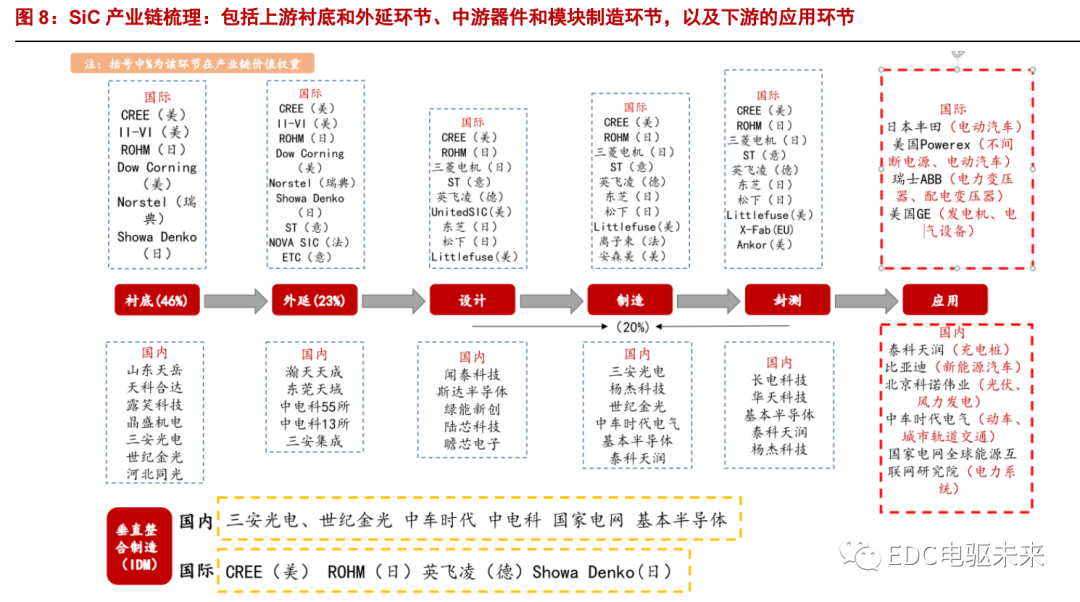 图 8：SiC 产业链梳理：包括上游衬底和外延环节、中游器件和模块制造环节，以及下游的应用环节
注：括号中%为该环节在产业链价值权重
国际
CREE（美）
II-VI（美）
ROHM（日）
Dow Corning
（美）
Norstel（瑞
典）
Showa Denko
（日）
国际
CREE（美）
II-VI（美）
ROHM（日）
Dow Corning
（美）
Norstel（瑞典）
Showa Denko
（日）
ST（意）
NOVA SIC（法）
ETC（意）
国际
CREE（美）
ROHM（日）
三菱电机（日）
ST（意）
英飞凌（德）
UnitedSIC(美）
东芝（日）
松下（日）
Littlefuse(美）
国际
CREE（美）
ROHM（日）
三菱电机（日）
ST（意）
英飞凌（德）
东芝（日）
松下（日）
Littlefuse(美）
离子束（法）
安森美（美）
国际
CREE（美）
ROHM（日）
三菱电机（日）
ST（意）
英飞凌（德）
东芝（日）
松下（日）
Littlefuse(美）
X-Fab(EU)
Ankor(美）
国际
日本丰田（电动汽车）
美国Powerex（不间
断电源、电动汽车）
瑞士ABB（电力变压
器、配电变压器）
美国GE（发电机、电
气设备）
衬底(46%)
外延(23%)
设计
制造
封测
应用
（20%）
国内
山东天岳
天科合达
露笑科技
晶盛机电
三安光电
世纪金光
河北同光
国内
瀚天天成
东莞天域
中电科55所
中电科13所
三安集成
国内
闻泰科技
斯达半导体
绿能新创
陆芯科技
瞻芯电子
国内
三安光电
杨杰科技
世纪金光
中车时代电气
基本半导体
泰科天润
国内
长电科技
华天科技
基本半导体
泰科天润
杨杰科技
国内
泰科天润（充电桩）
比亚迪（新能源汽车）
北京科诺伟业（光伏、
风力发电）
中车时代电气（动车、
城市轨道交通）
国家电网全球能源互
联网研究院（电力系
统）
垂直整
合制造
（IDM）
国内
三安光电、世纪金光 中车时代 中电科 国家电网 基本半导体
国际
CREE（美） ROHM（日）英飞凌（德）Showa Denko(日）
EDC电驱未来